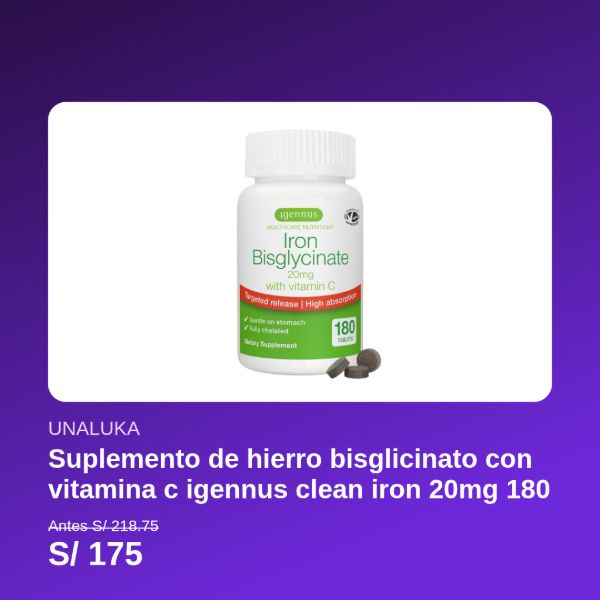 igennus
HEALTHCARE NUTRITION®
Iron
Bisglycinate
20mg
with vitamin C
Targeted release | High absorption
✓ Gentle on stomach
✓ Fully chelated
180
TABLETS
Dietary Supplement
UNALUKA
Suplemento de hierro bisglicinato con
vitamina c igennus clean iron 20mg 180
Antes S/ 218.75
S/ 175